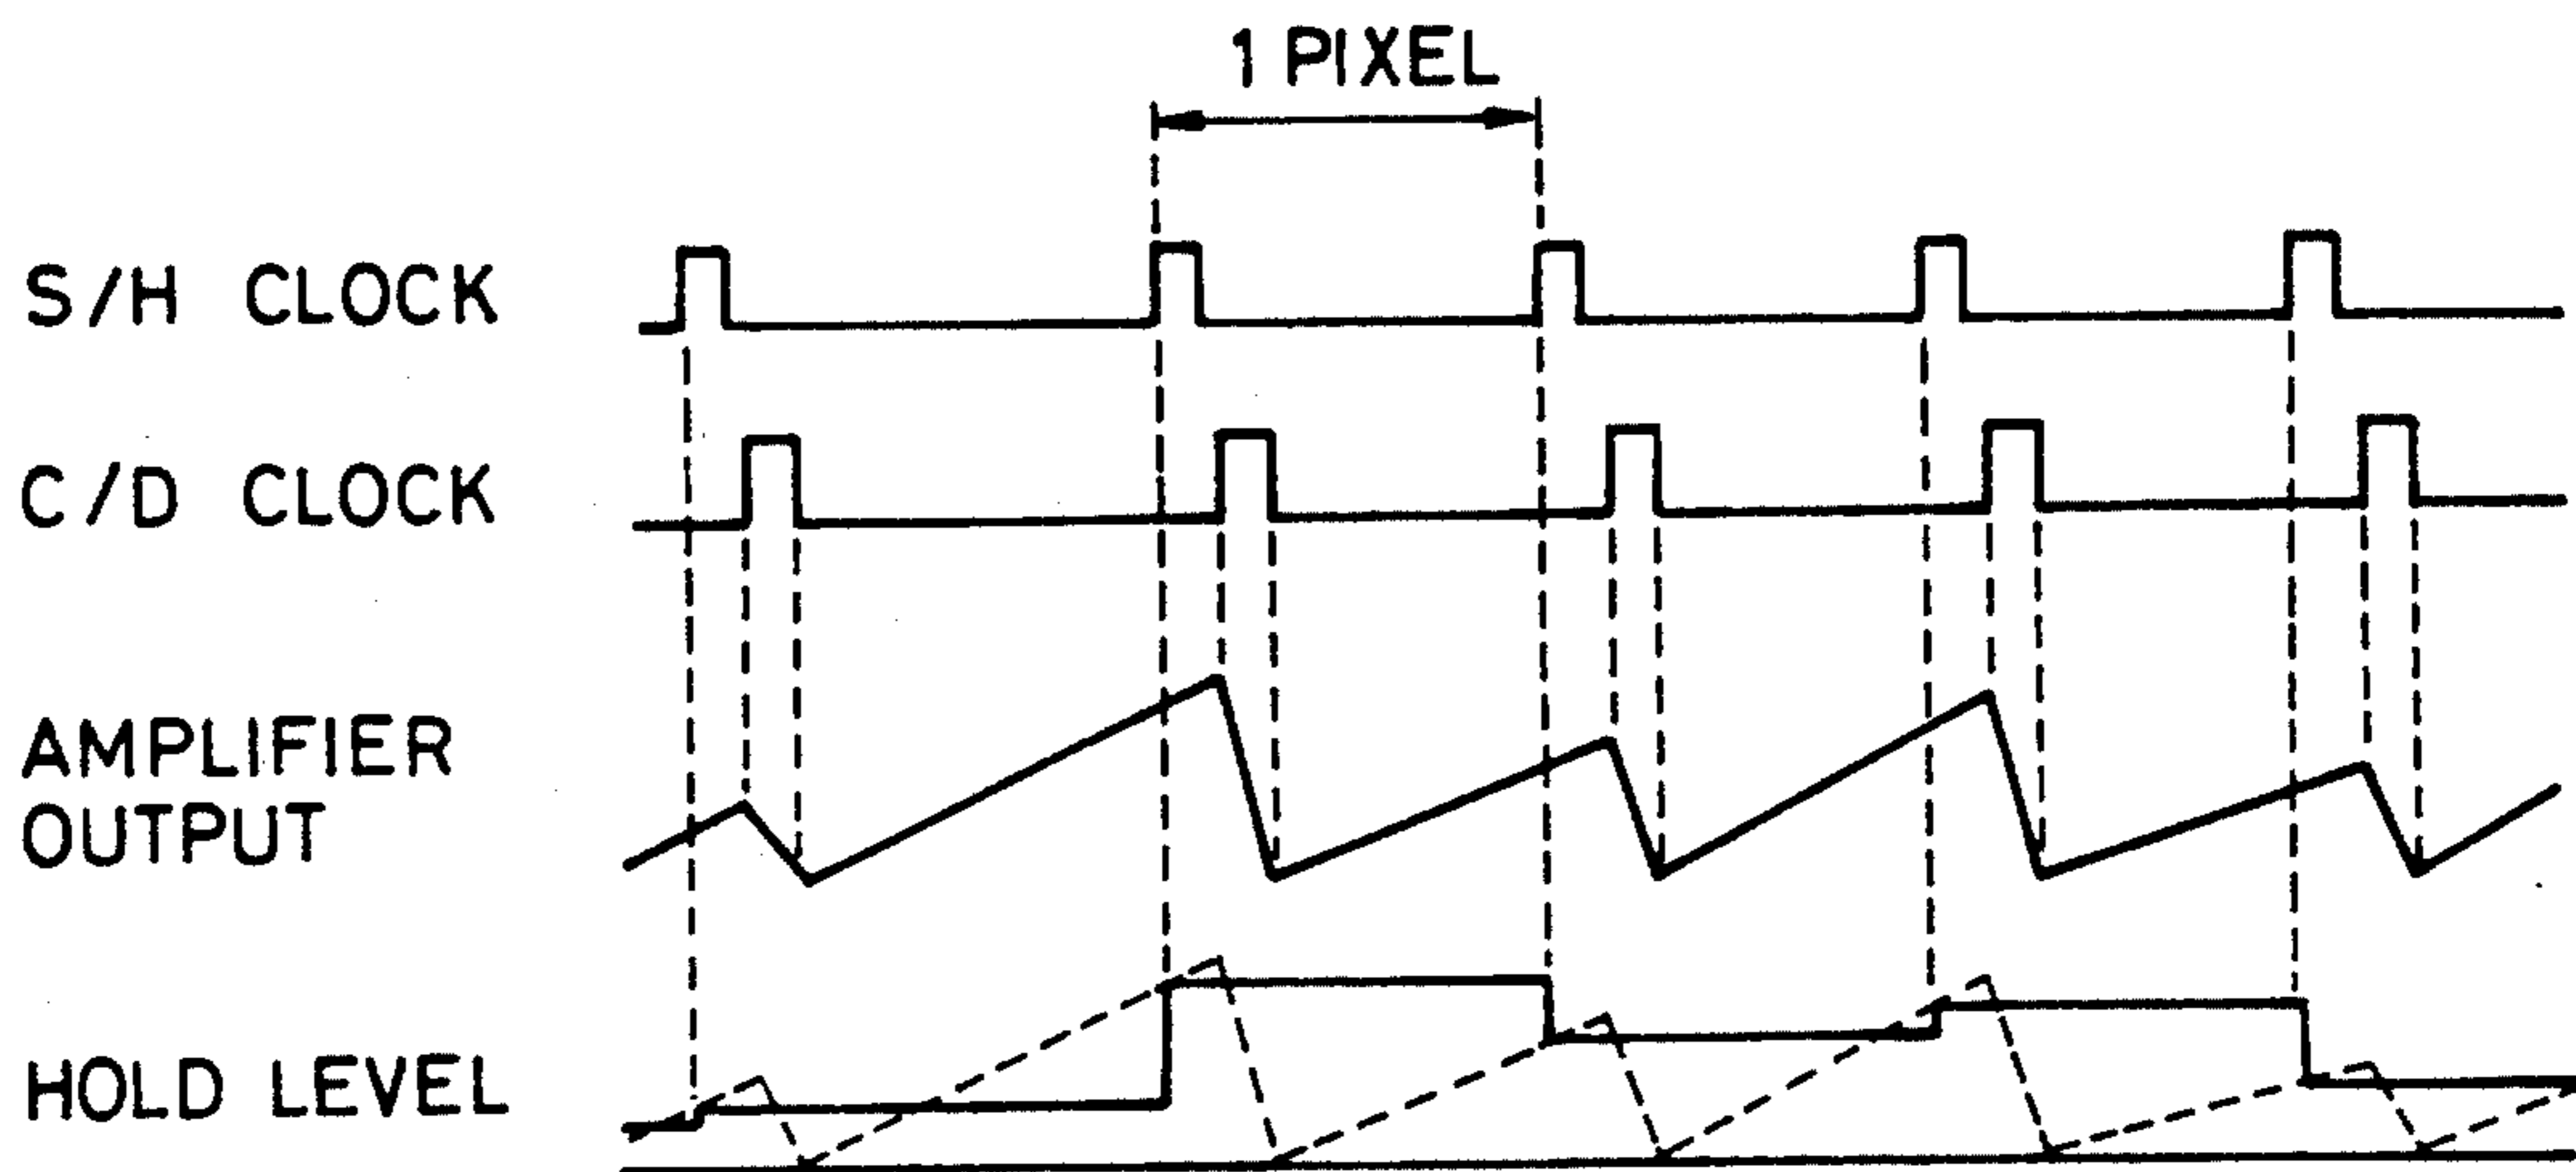 1 PIXEL
S/H CLOCK
C/D CLOCK
AMPLIFIER
OUTPUT
HOLD LEVEL